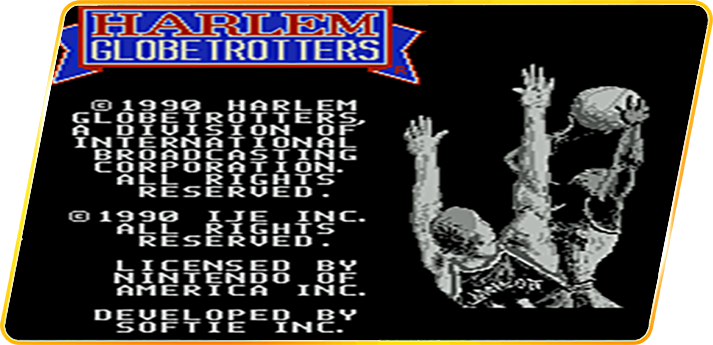 HARLEM
GLOBETROTTERS
®
©1990 HARLEM
GLOBETROTTERS,
A DIVISION OF
INTERNATIONAL
BROADCASTING
CORPORATION.
ALL RIGHTS
RESERVED.
©1990 IJE INC.
ALL RIGHTS
RESERVED.
LICENSED BY
NINTENDO OF
AMERICA INC.
DEVELOPED BY
SOFTIE INC.